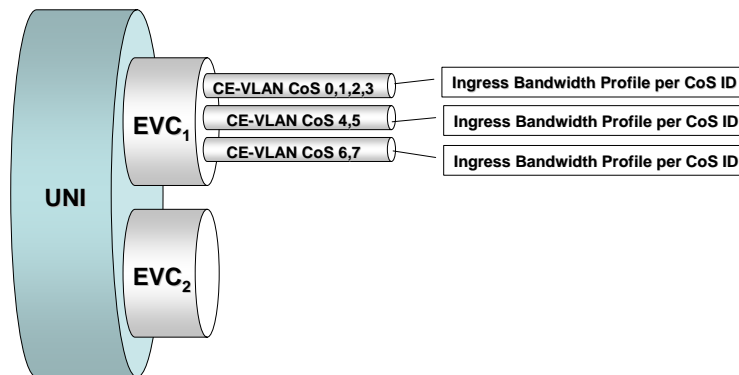 CE-VLAN CoS 0,1,2,3
Ingress Bandwidth Profile per CoS ID
EVC1
CE-VLAN CoS 4,5
Ingress Bandwidth Profile per CoS ID
CE-VLAN CoS 6,7
Ingress Bandwidth Profile per CoS ID
UNI
EVC2